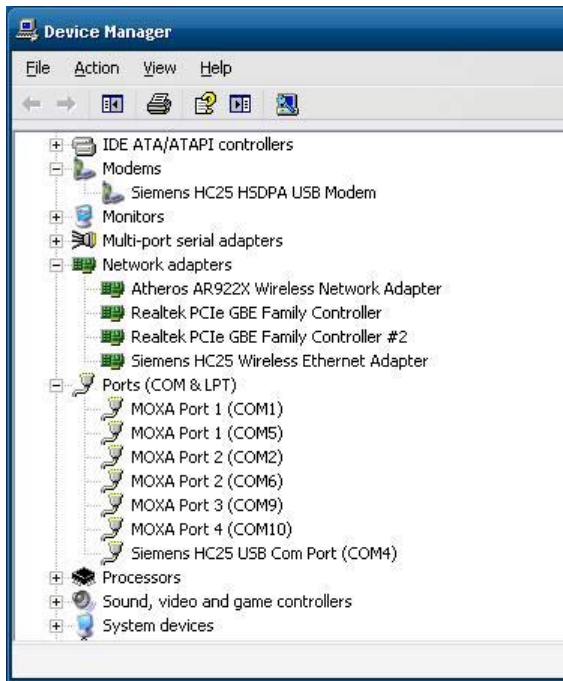 Device Manager
File Action View Help
IDE ATA/ATAPI controllers
Modems
Siemens HC25 HSDPA USB Modem
Monitors
Multi-port serial adapters
Network adapters
Atheros AR922X Wireless Network Adapter
Realtek PCIe GBE Family Controller
Realtek PCIe GBE Family Controller #2
Siemens HC25 Wireless Ethernet Adapter
Ports (COM & LPT)
MOXA Port 1 (COM1)
MOXA Port 1 (COM5)
MOXA Port 2 (COM2)
MOXA Port 2 (COM6)
MOXA Port 3 (COM9)
MOXA Port 4 (COM10)
Siemens HC25 USB Com Port (COM4)
Processors
Sound, video and game controllers
System devices